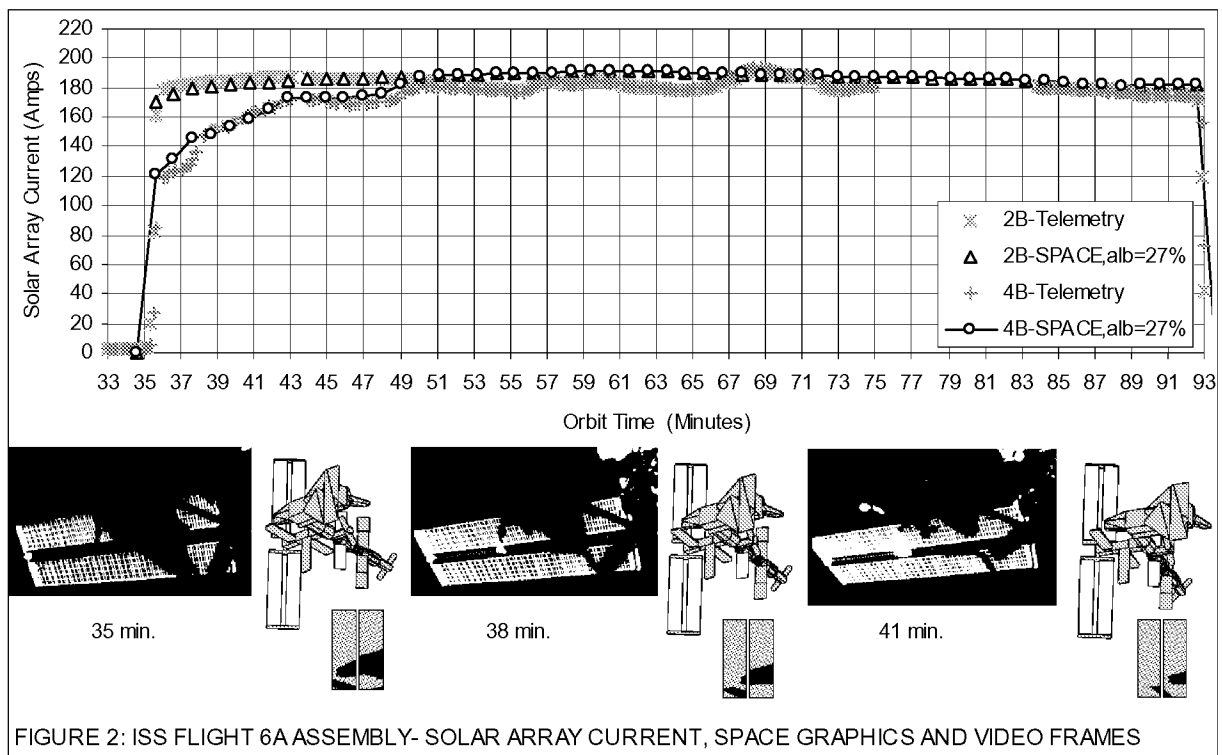 220
200
180
160
140
120
100
80
60
40
20
0
Solar Array Current (Amps)
2B-Telemetry
2B-SPACE,alb=27%
4B-Telemetry
4B-SPACE,alb=27%
33 35 37 39 41 43 45 47 49 51 53 55 57 59 61 63 65 67 69 71 73 75 77 79 81 83 85 87 89 91 93
Orbit Time (Minutes)
35 min.
38 min.
41 min.
FIGURE 2: ISS FLIGHT 6A ASSEMBLY- SOLAR ARRAY CURRENT, SPACE GRAPHICS AND VIDEO FRAMES